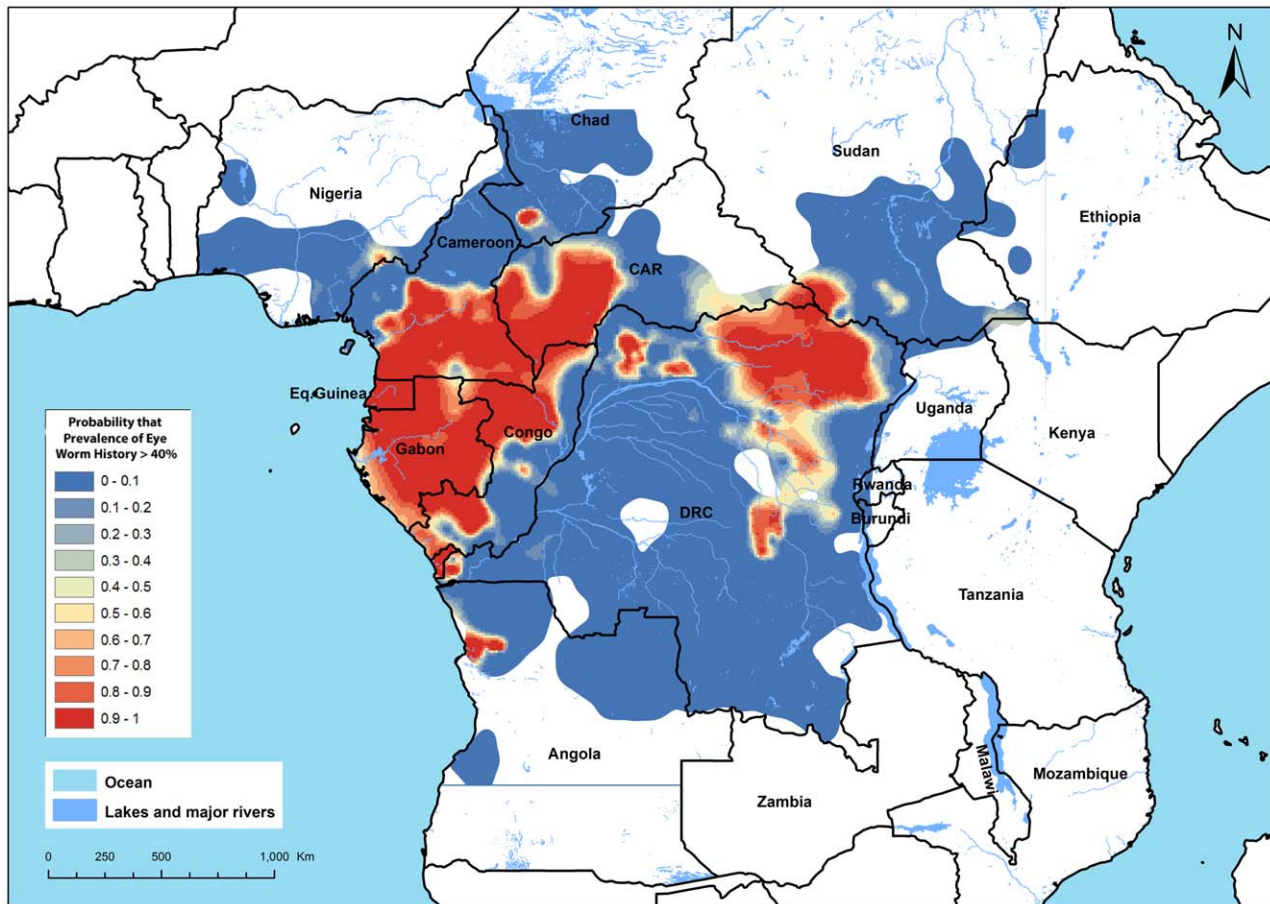 N
Chad
Sudan
Nigeria
Ethiopia
Cameroon
CAR
Eq.Guinea
Uganda
Congo
Kenya
Gabon
Rwanda
DRC
Burundi
Tanzania
Angola
Malawi
Mozambique
Zambia
Probability that
Prevalence of Eye
Worm History > 40%
0 - 0.1
0.1 - 0.2
0.2 - 0.3
0.3 - 0.4
0.4 - 0.5
0.5 - 0.6
0.6 - 0.7
0.7 - 0.8
0.8 - 0.9
0.9 - 1
Ocean
Lakes and major rivers
0 250 500 1,000 Km